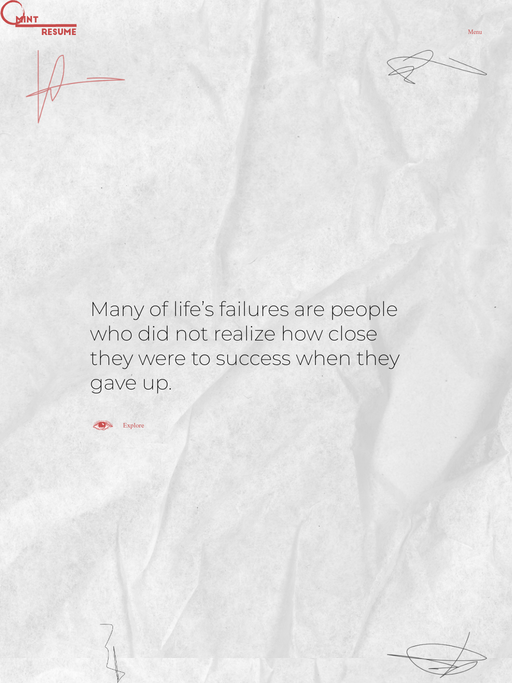 MINT
RESUME
Menu
Many of life's failures are people
who did not realize how close
they were to success when they
gave up.
Explore